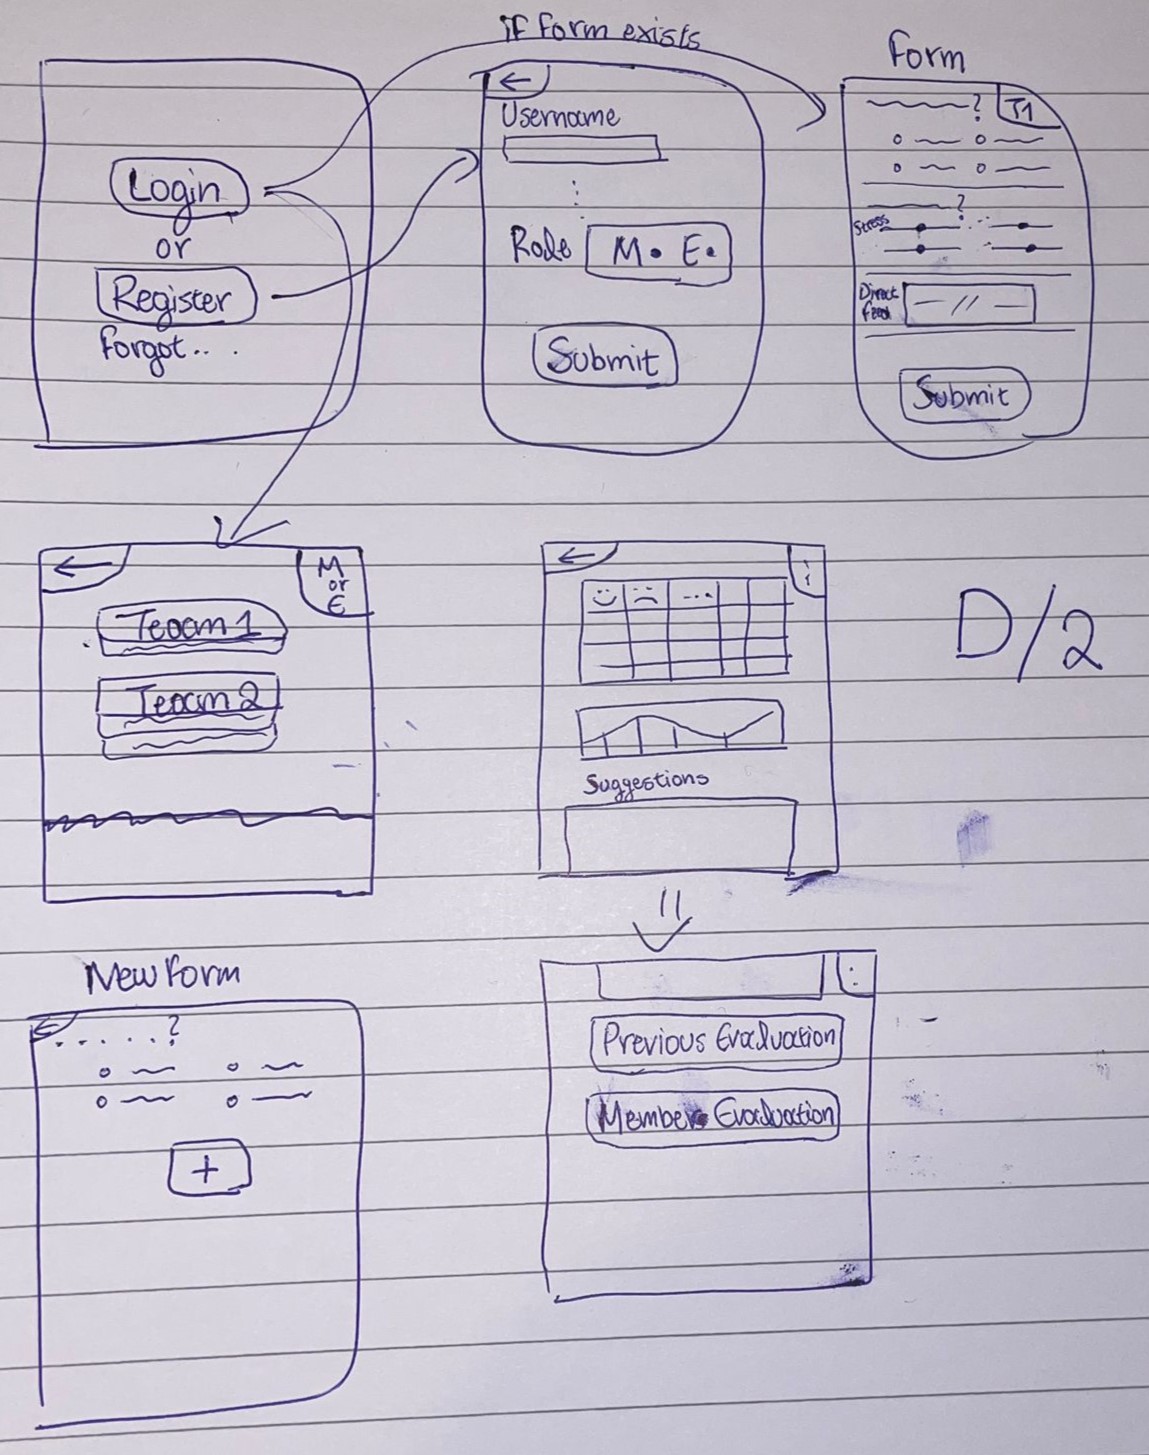 if Form exists
Form
Username
? T1
Login
or
Role M. E.
?
Stress
Register
Direct
Feed
Forgot.. .
Submit
Submit
M
or
E
Team 1
Team 2
D/2
Suggestions
New Form
. . . . . ?
Previous Evaluation
Members Evaluation
+